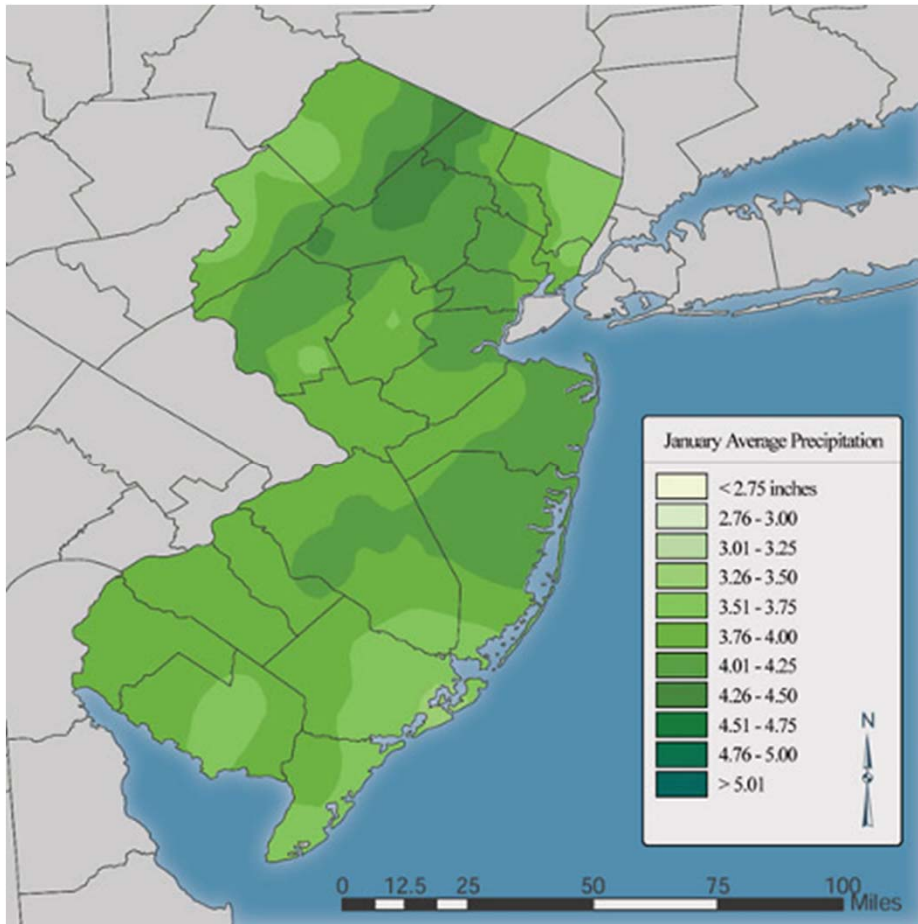 January Average Precipitation
< 2.75 inches
2.76 - 3.00
3.01 - 3.25
3.26 - 3.50
3.51 - 3.75
3.76 - 4.00
4.01 - 4.25
4.26 - 4.50
4.51 - 4.75
4.76 - 5.00
> 5.01
N
0 12.5 25 50 75 100
Miles